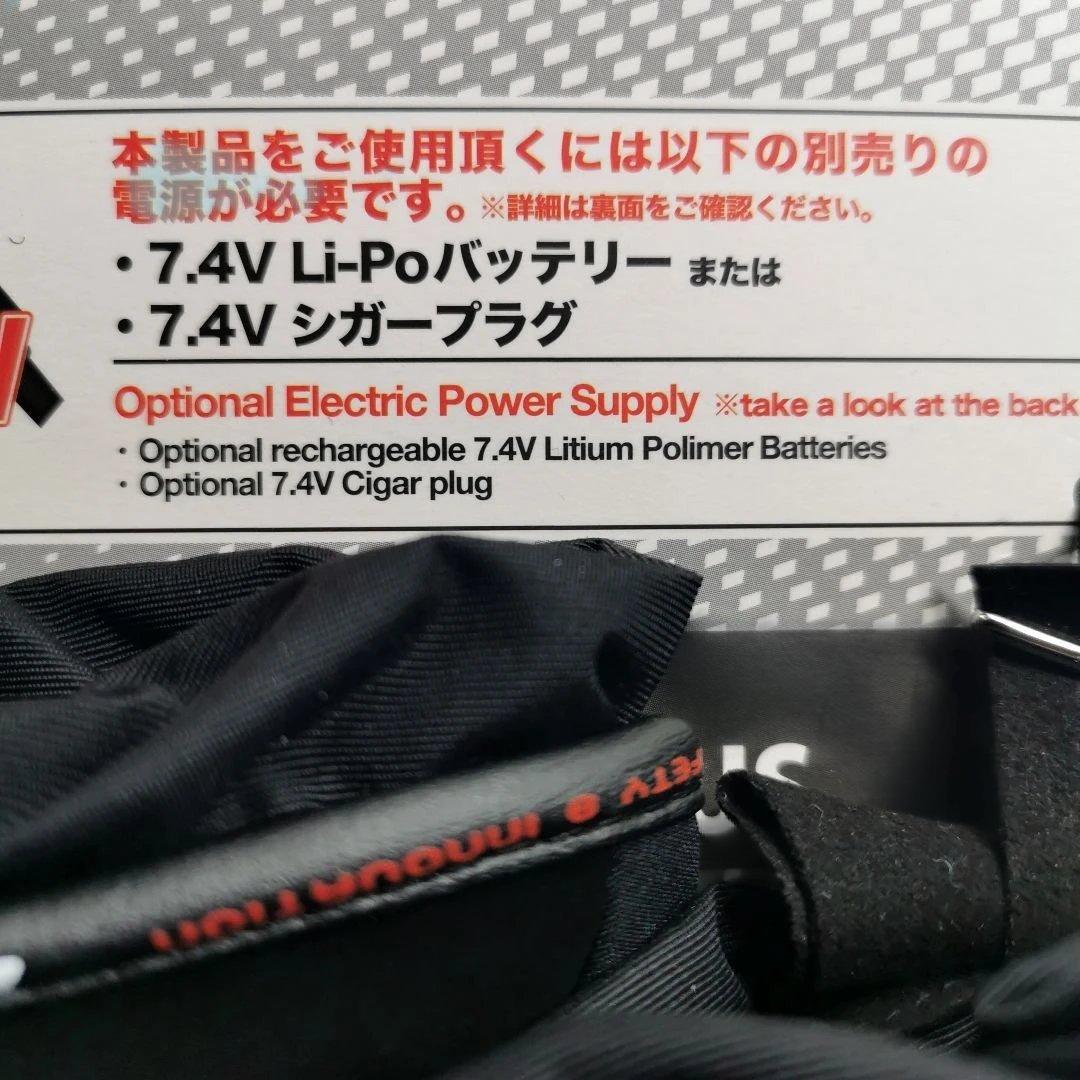 本製品をご使用頂くには以下の別売りの
電源が必要です。※詳細は裏面をご確認ください。
・7.4V Li-Poバッテリー または
・7.4V シガープラグ
Optional Electric Power Supply ※take a look at the back
・Optional rechargeable 7.4V Litium Polimer Batteries
・Optional 7.4V Cigar plug
FETY & INNOVATION